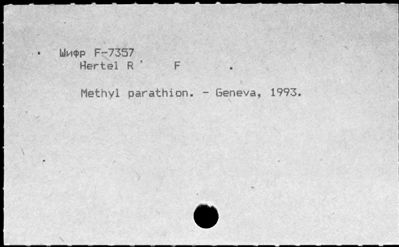 Шифр F-7357
Hertel R F .
Methyl parathion. - Geneva, 1993.